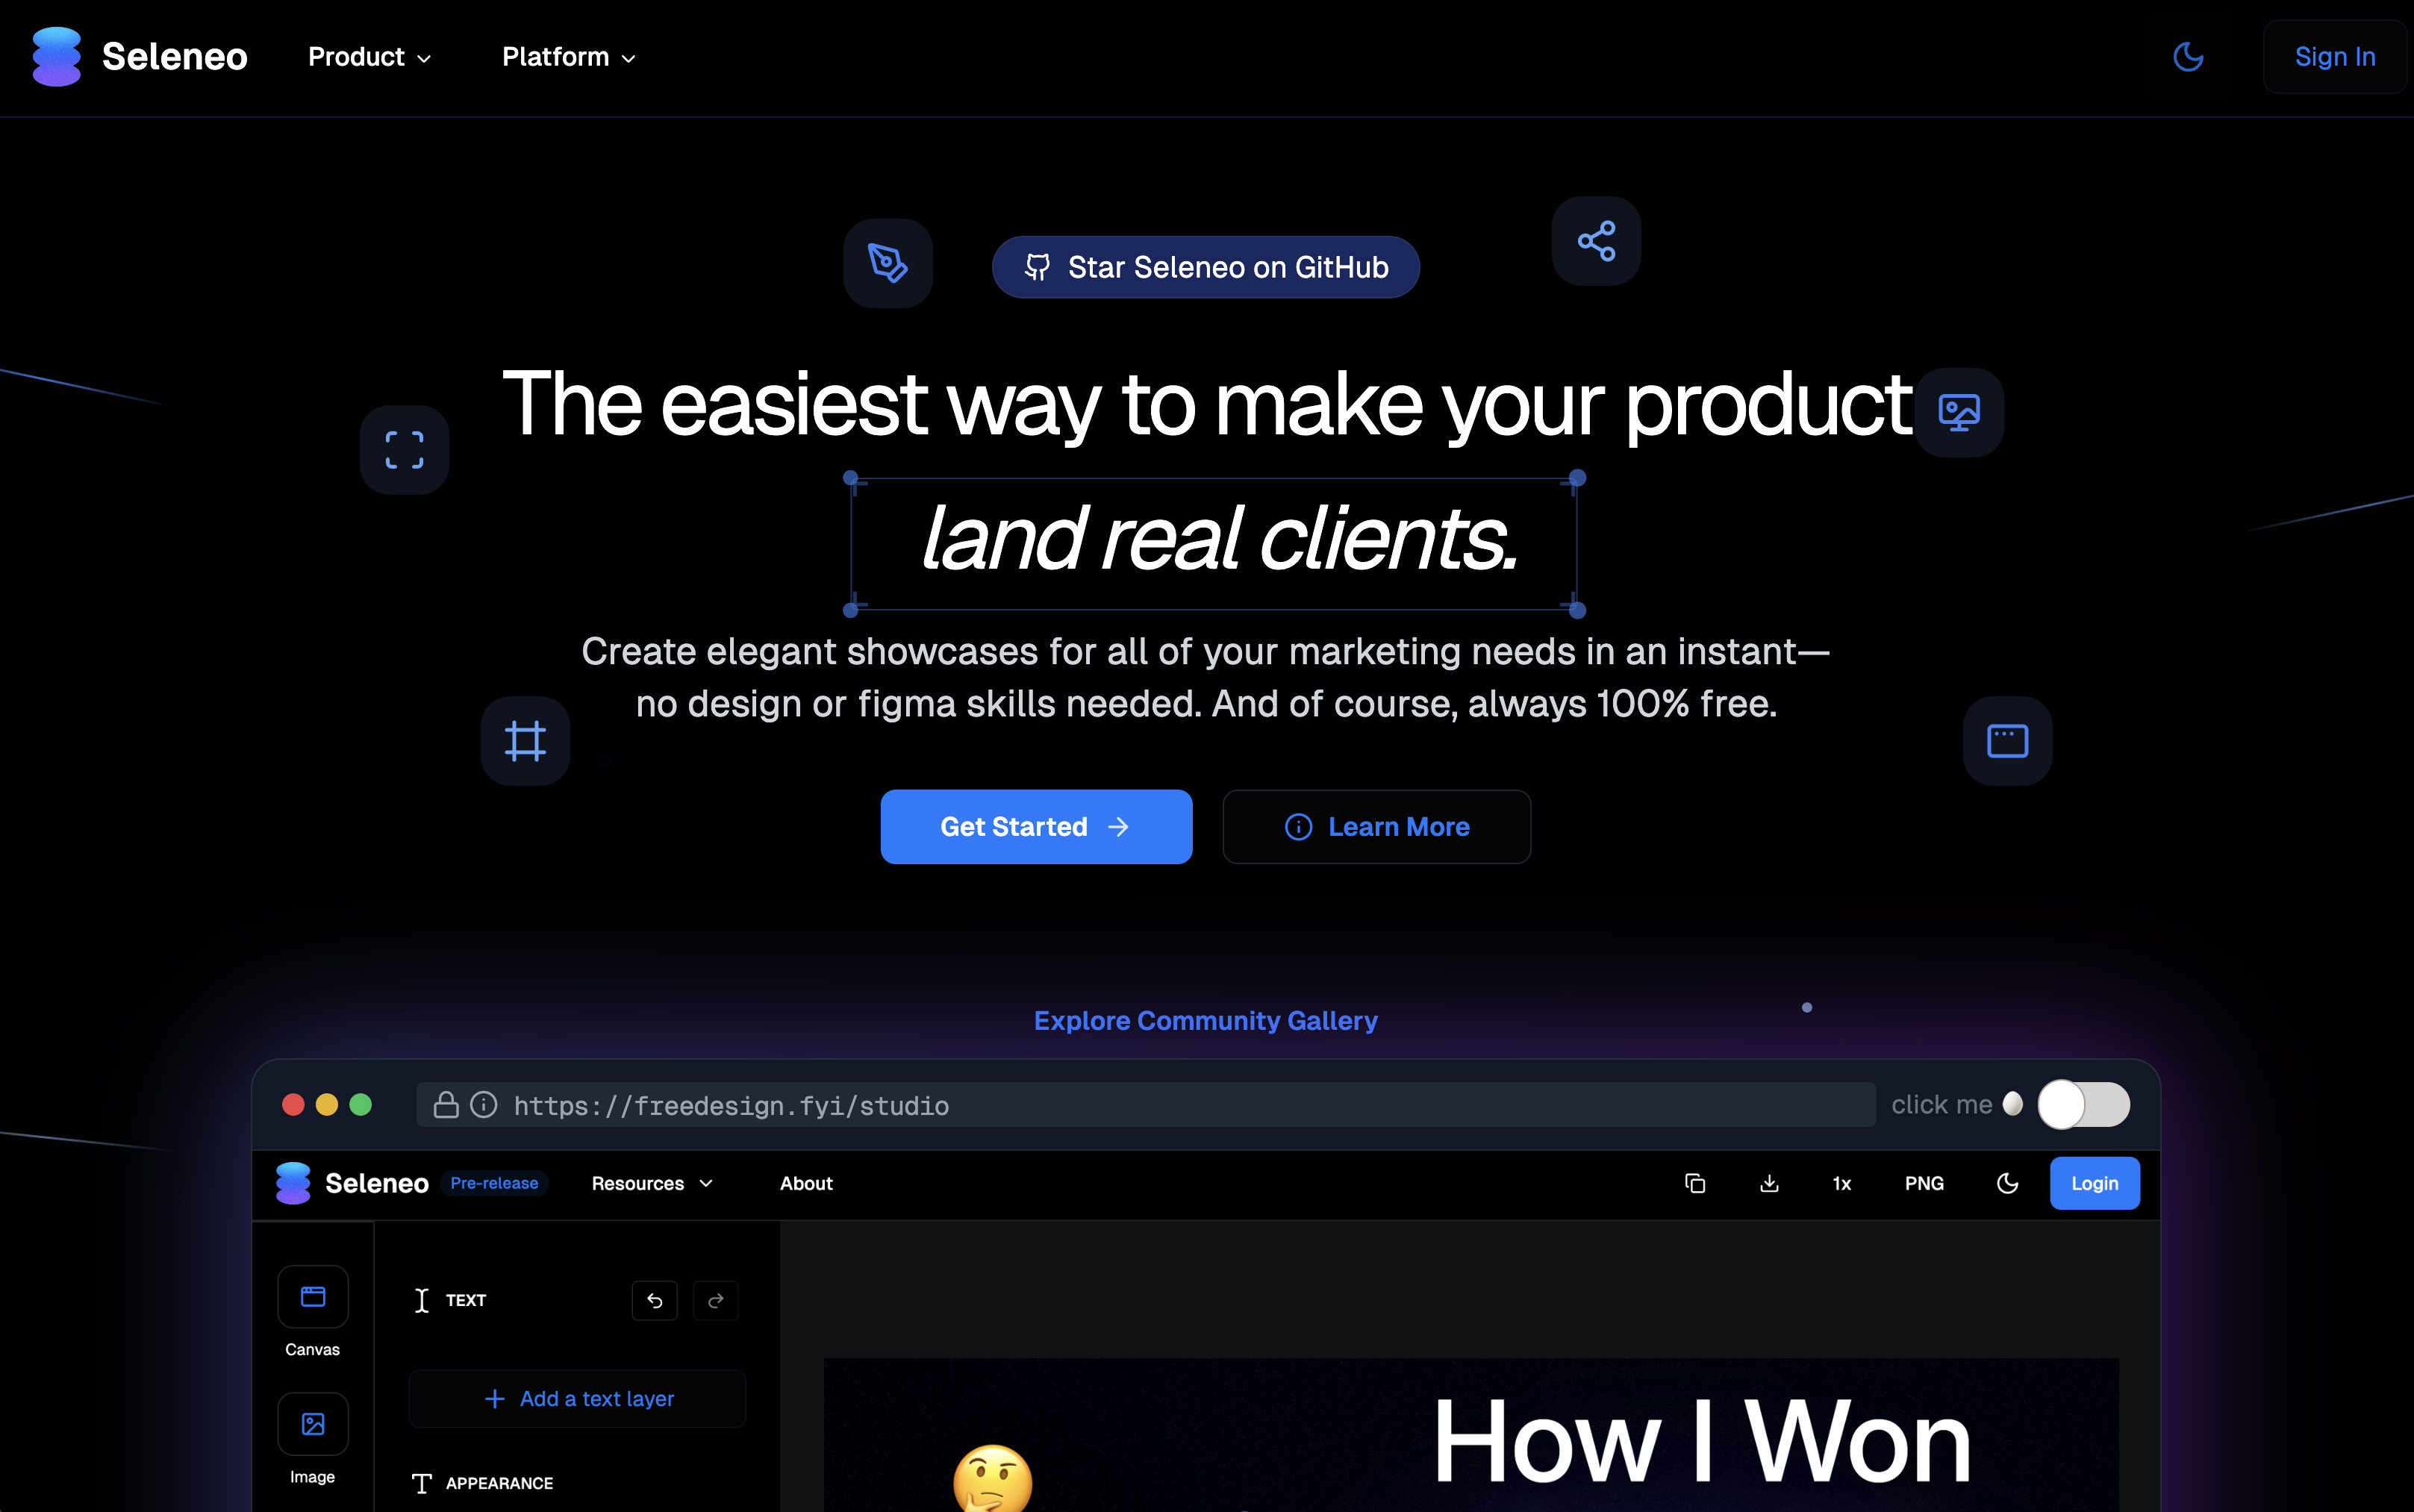 Seleneo
Product
Platform
Sign In
Star Seleneo on GitHub
The easiest way to make your product
land real clients.
Create elegant showcases for all of your marketing needs in an instant—
no design or figma skills needed. And of course, always 100% free.
Get Started
Learn More
Explore Community Gallery
https://freedesign.fyi/studio
click me
Seleneo
Pre-release
Resources
About
1x
PNG
Login
TEXT
Canvas
Add a text layer
Image
APPEARANCE
How I Won